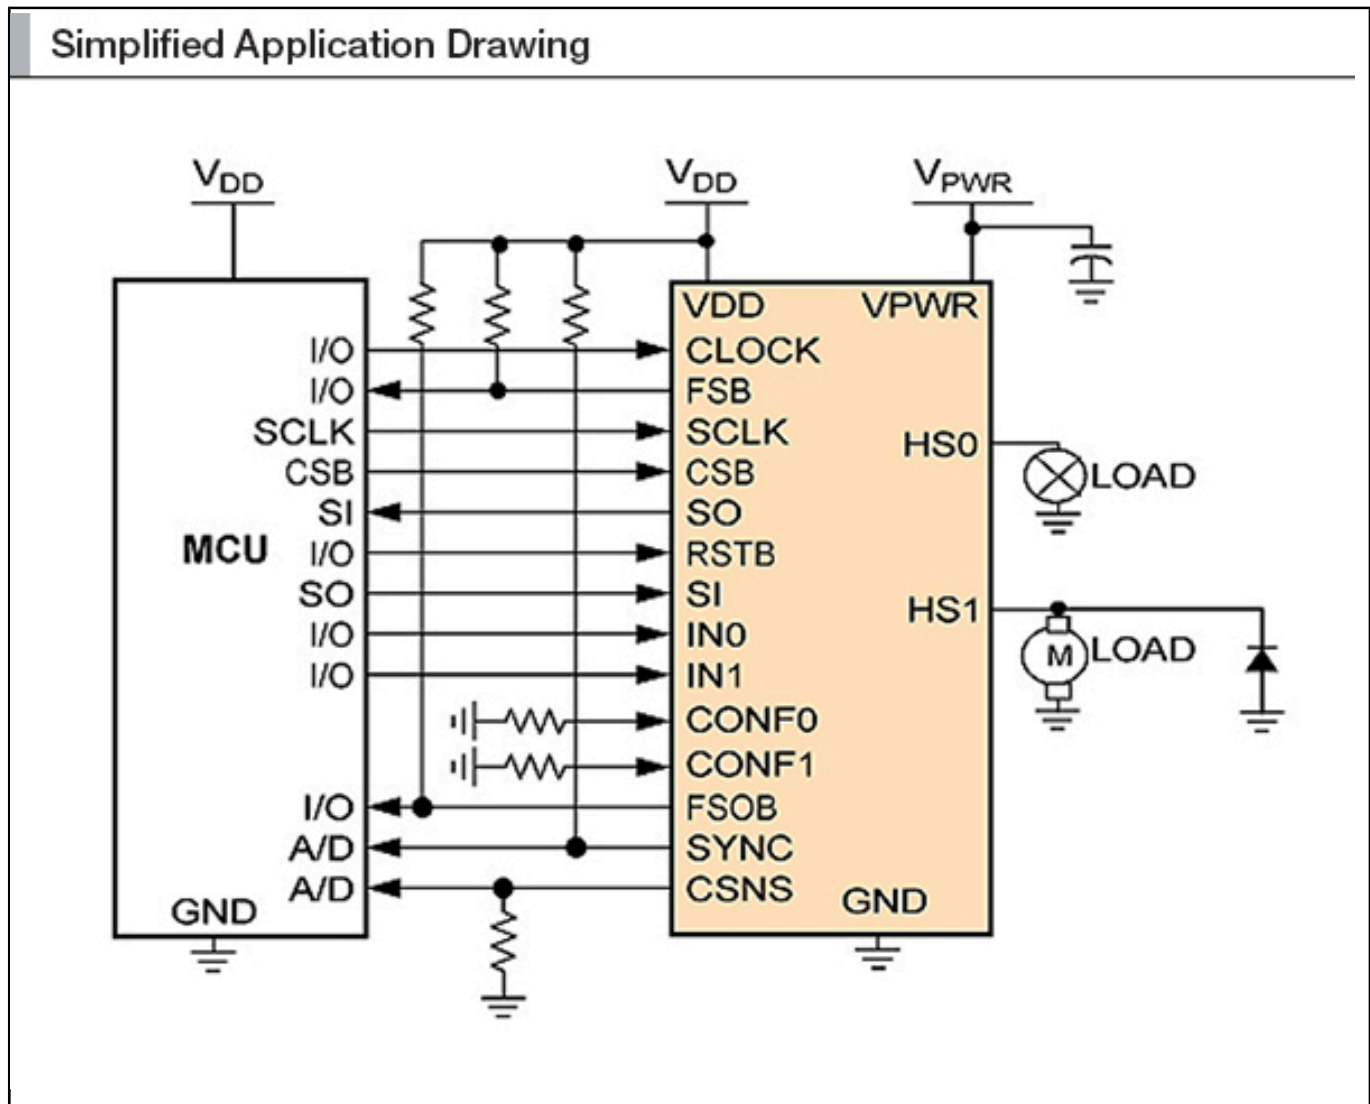 Simplified Application Drawing
VDD
VDD
VPWR
VDD
VPWR
I/O
CLOCK
I/O
FSB
SCLK
SCLK
HS0
CSB
CSB
LOAD
SI
SO
MCU
I/O
RSTB
SO
SI
HS1
I/O
IN0
M
LOAD
I/O
IN1
CONF0
CONF1
I/O
FSOB
A/D
SYNC
A/D
CSNS
GND
GND